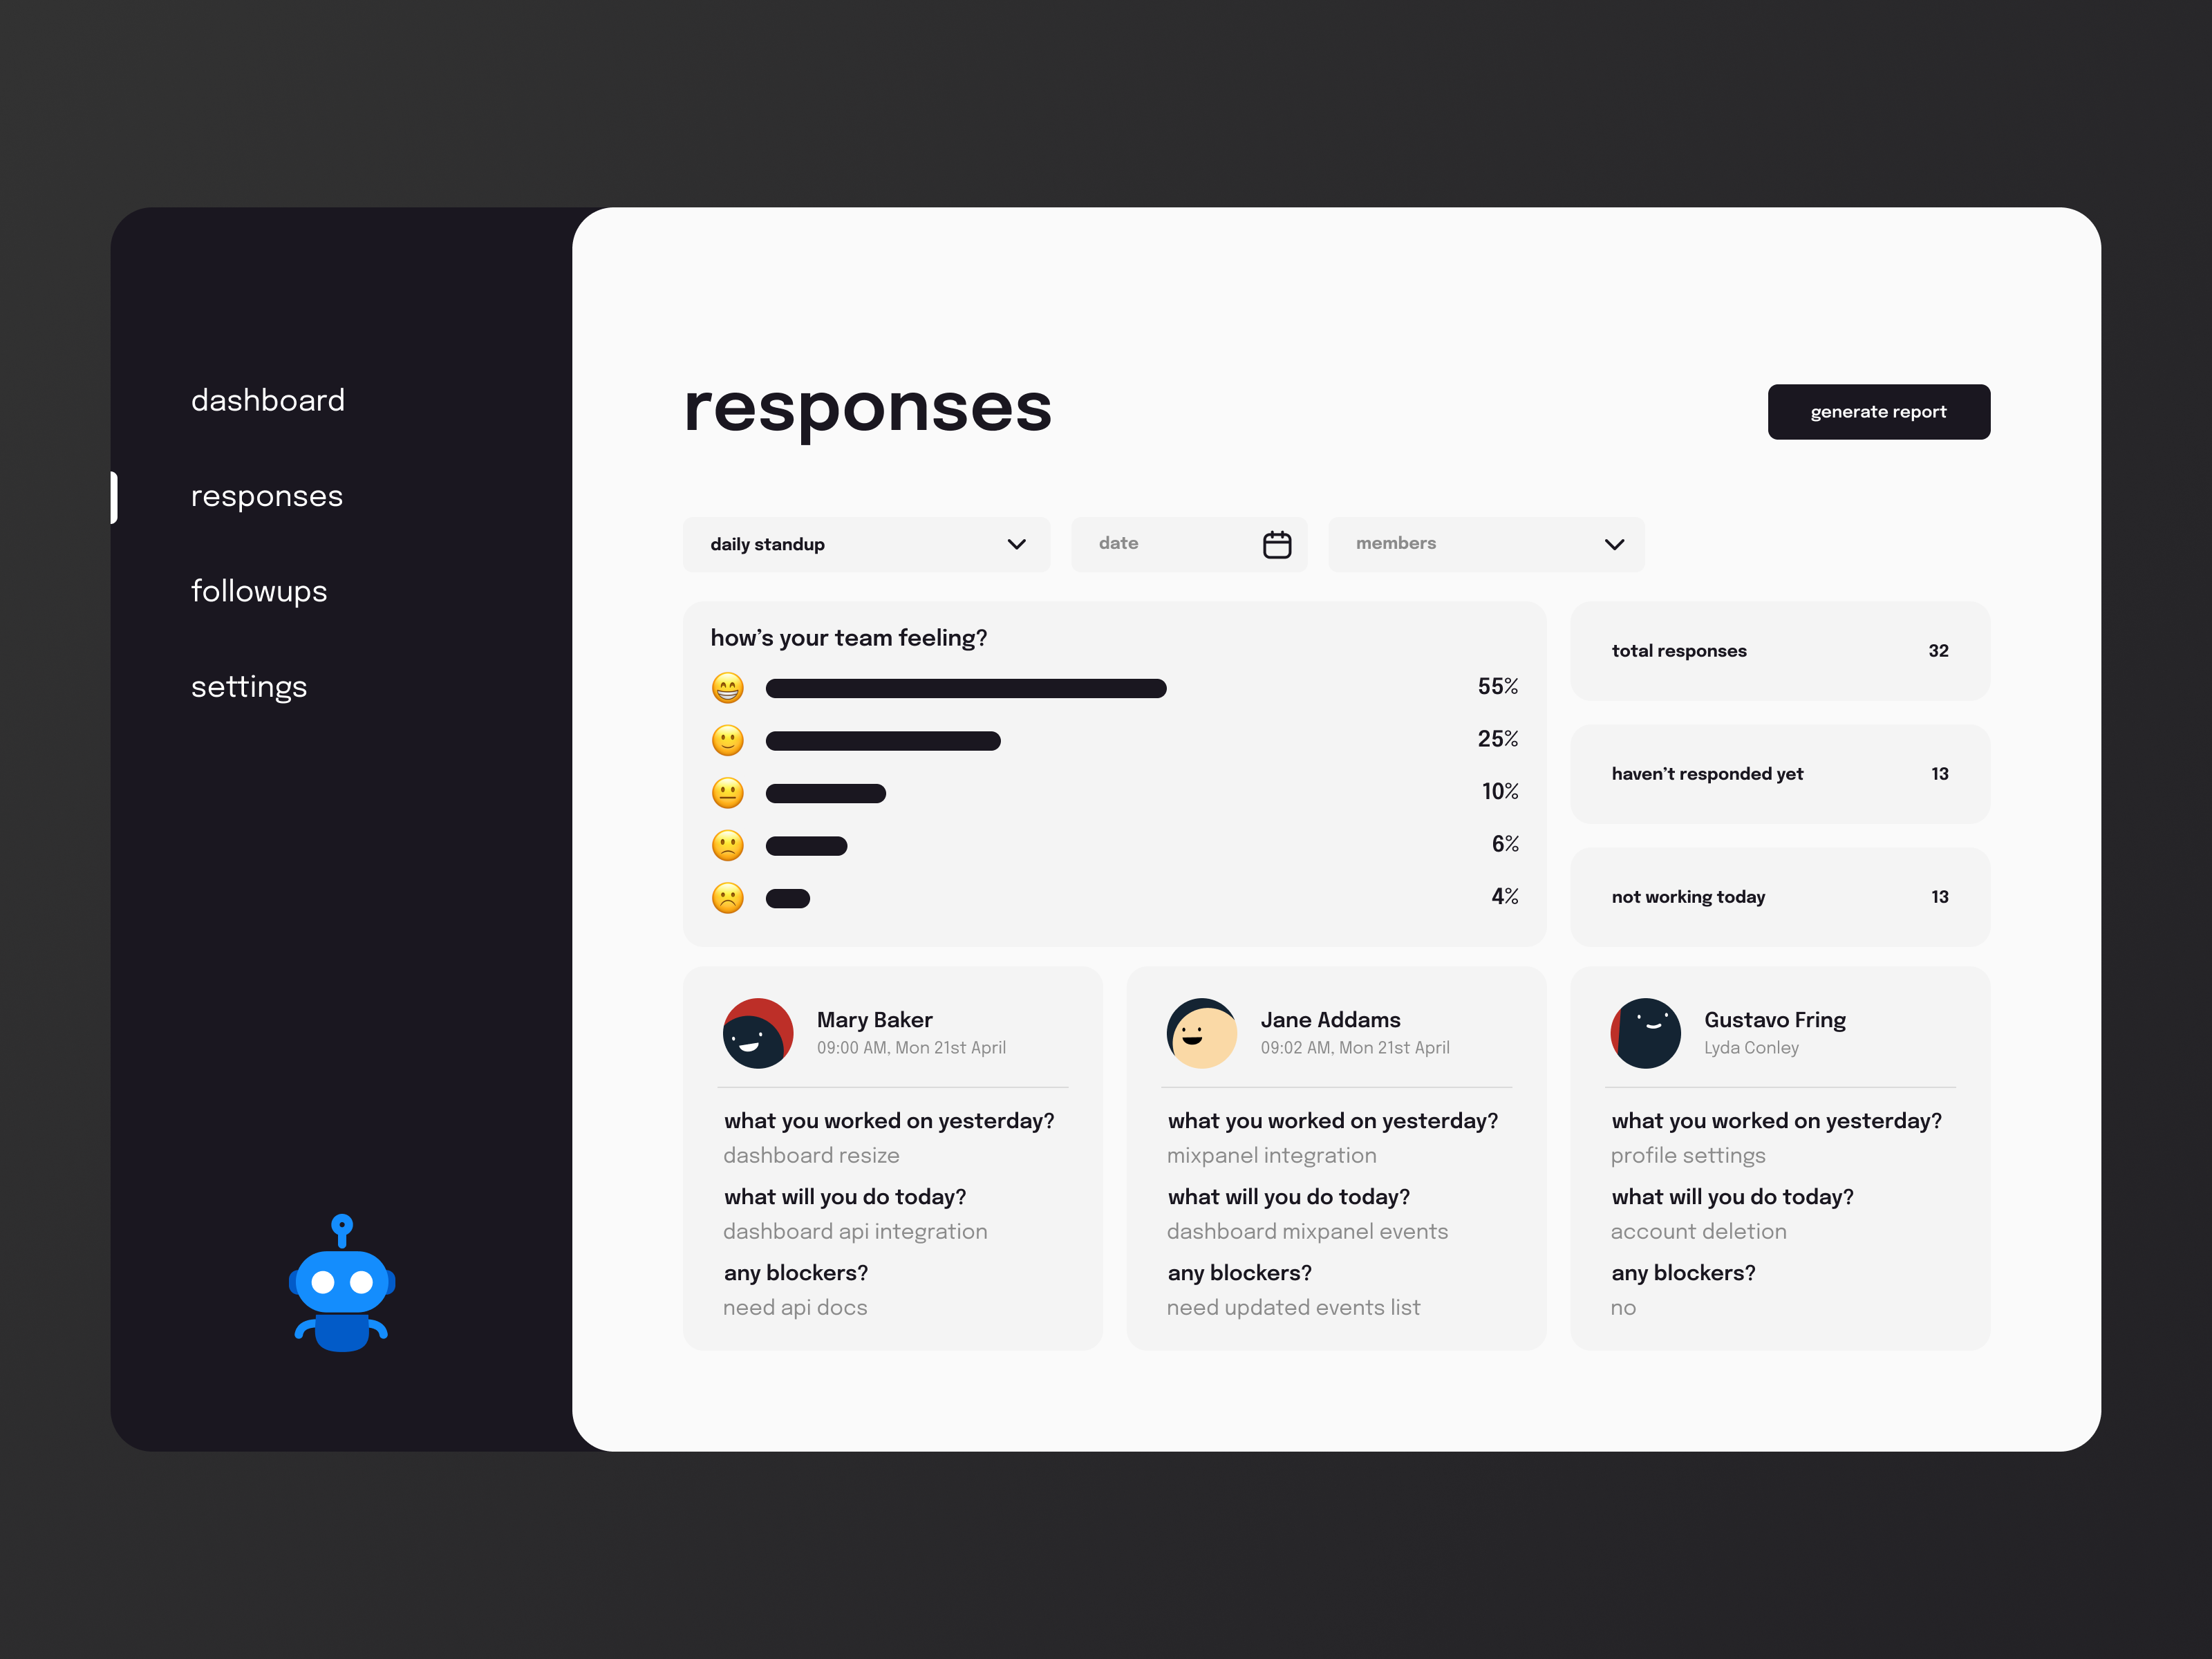 dashboard
responses
followups
settings
responses
generate report
daily standup
date
members
how’s your team feeling?
55%
25%
10%
6%
4%
total responses 32
haven’t responded yet 13
not working today 13
Mary Baker
09:00 AM, Mon 21st April
what you worked on yesterday?
dashboard resize
what will you do today?
dashboard api integration
any blockers?
need api docs
Jane Addams
09:02 AM, Mon 21st April
what you worked on yesterday?
mixpanel integration
what will you do today?
dashboard mixpanel events
any blockers?
need updated events list
Gustavo Fring
Lyda Conley
what you worked on yesterday?
profile settings
what will you do today?
account deletion
any blockers?
no